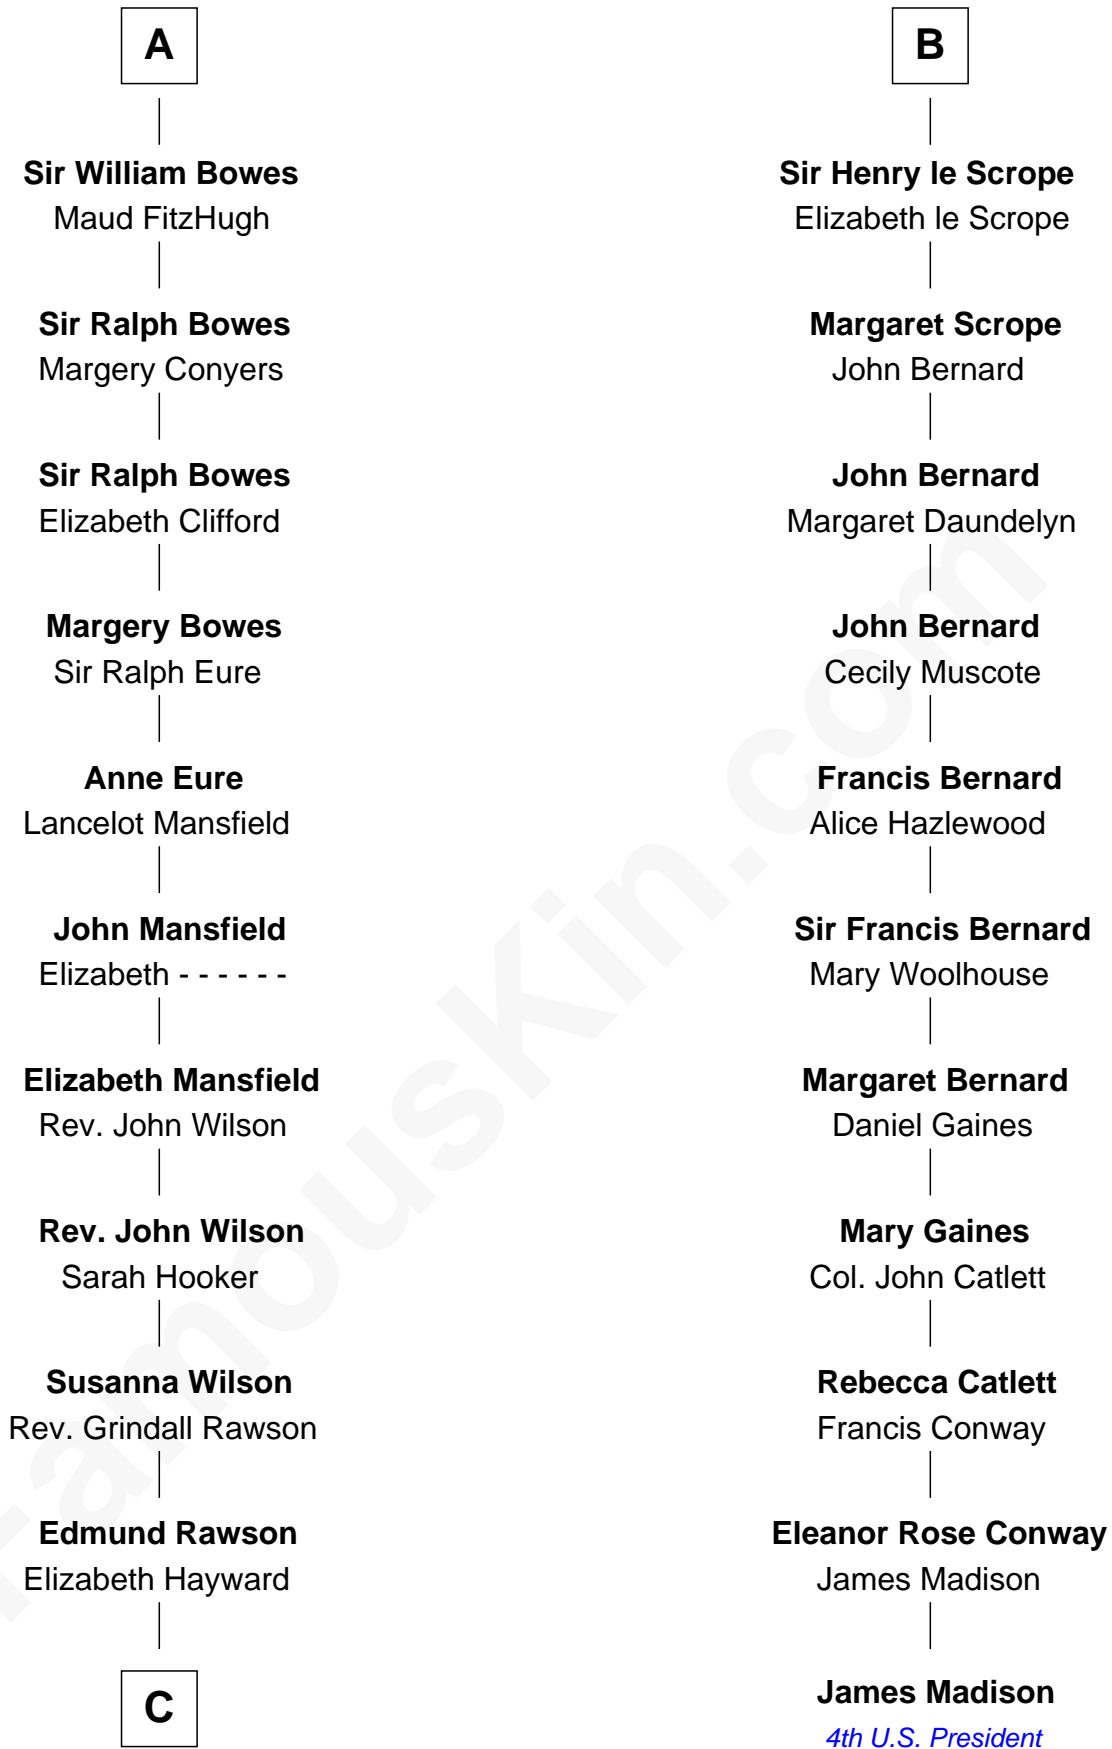 A
Sir William Bowes
Maud FitzHugh
Sir Ralph Bowes
Margery Conyers
Sir Ralph Bowes
Elizabeth Clifford
Margery Bowes
Sir Ralph Eure
Anne Eure
Lancelot Mansfield
John Mansfield
Elizabeth - - - - - -
Elizabeth Mansfield
Rev. John Wilson
Rev. John Wilson
Sarah Hooker
Susanna Wilson
Rev. Grindall Rawson
Edmund Rawson
Elizabeth Hayward
C
B
Sir Henry le Scrope
Elizabeth le Scrope
Margaret Scrope
John Bernard
John Bernard
Margaret Daundelyn
John Bernard
Cecily Muscote
Francis Bernard
Alice Hazlewood
Sir Francis Bernard
Mary Woolhouse
Margaret Bernard
Daniel Gaines
Mary Gaines
Col. John Catlett
Rebecca Catlett
Francis Conway
Eleanor Rose Conway
James Madison
James Madison
4th U.S. President
FamousKin.com